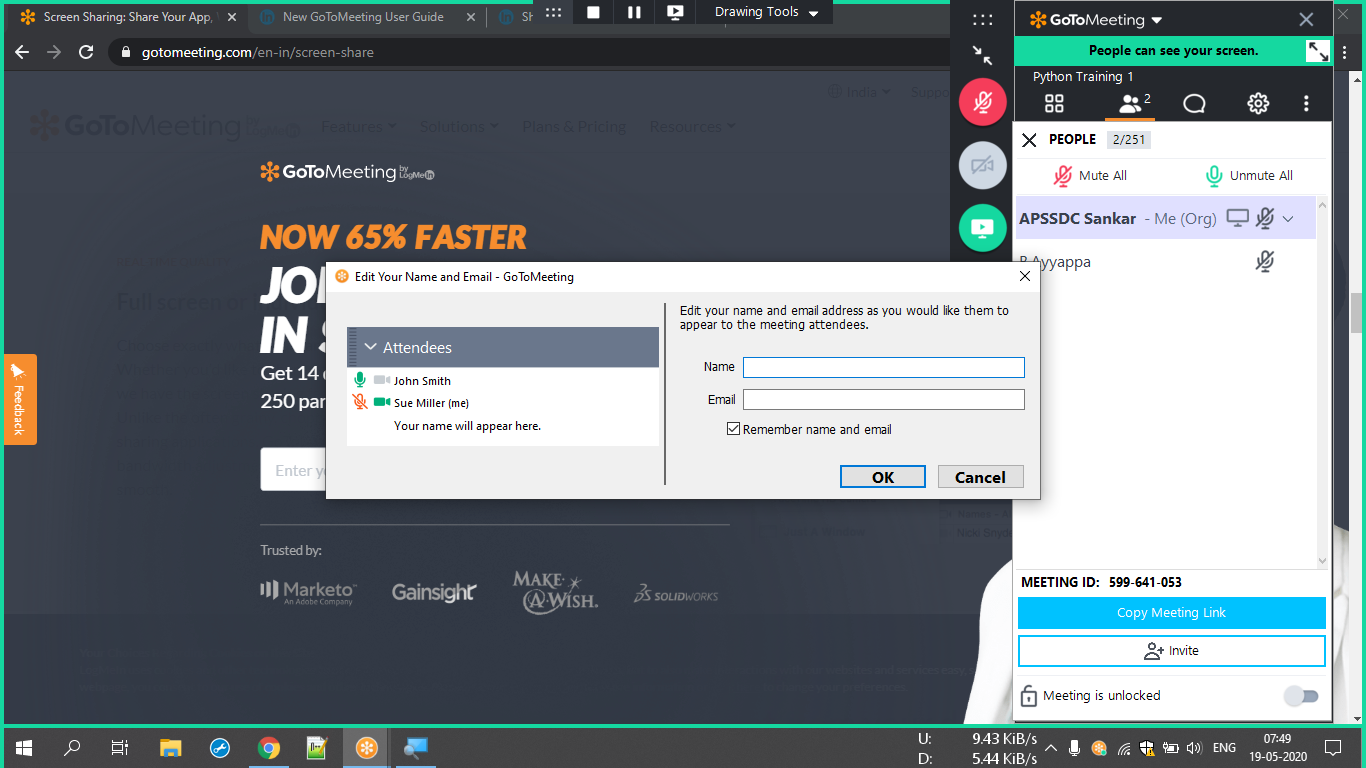 Screen Sharing: Share Your App,
New GoToMeeting User Guide
Drawing Tools
gotomeeting.com/en-in/screen-share
GoToMeeting
People can see your screen.
Python Training 1
2
PEOPLE 2/251
Mute All
Unmute All
APSSDC Sankar - Me (Org)
Ayyappa
India
GoToMeeting
Features
Solutions
Plans & Pricing
Resources
GoToMeeting by LogMeIn
NOW 65% FASTER
Full screen or
IN
Get 14
250 par
Enter yo
Feedback
Edit Your Name and Email - GoToMeeting
Attendees
John Smith
Sue Miller (me)
Your name will appear here.
Edit your name and email address as you would like them to
appear to the meeting attendees.
Name
Email
Remember name and email
OK
Cancel
Trusted by:
Marketo
An Adobe Company
Gainsight
MAKE·A·WISH.
SOLIDWORKS
MEETING ID: 599-641-053
Copy Meeting Link
Invite
Meeting is unlocked
U: 9.43 KiB/s
D: 5.44 KiB/s
ENG
07:49
19-05-2020